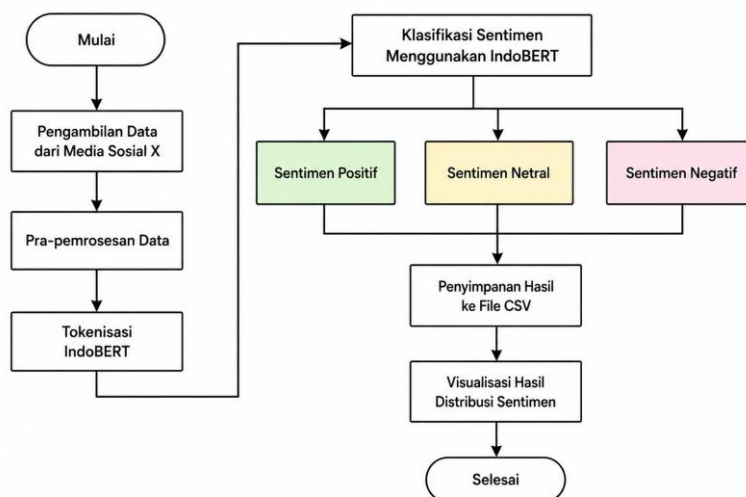 Mulai
Pengambilan Data
dari Media Sosial X
Pra-pemrosesan Data
Tokenisasi
IndoBERT
Klasifikasi Sentimen
Menggunakan IndoBERT
Sentimen Positif
Sentimen Netral
Sentimen Negatif
Penyimpanan Hasil
ke File CSV
Visualisasi Hasil
Distribusi Sentimen
Selesai